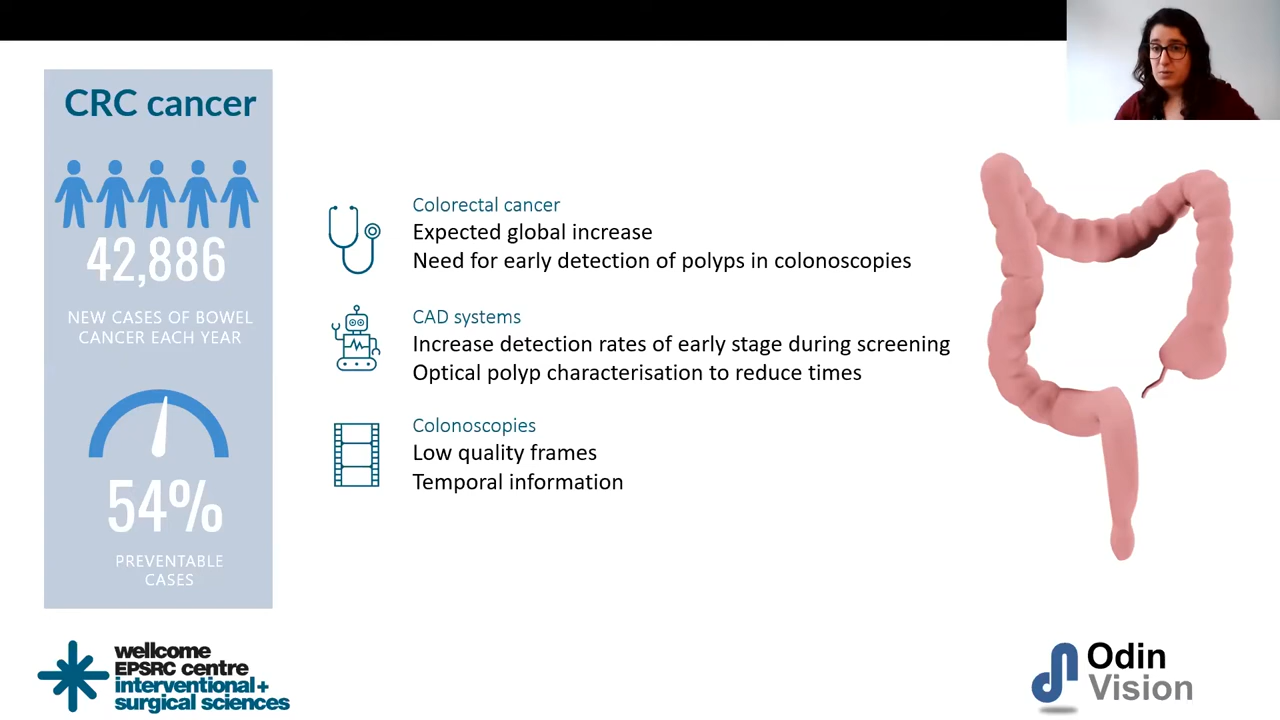 CRC cancer
42,886
NEW CASES OF BOWEL
CANCER EACH YEAR
54%
PREVENTABLE
CASES
Colorectal cancer
Expected global increase
Need for early detection of polyps in colonoscopies
CAD systems
Increase detection rates of early stage during screening
Optical polyp characterisation to reduce times
Colonoscopies
Low quality frames
Temporal information
wellcome
EPSRC centre
interventional+
surgical sciences
Odin
Vision